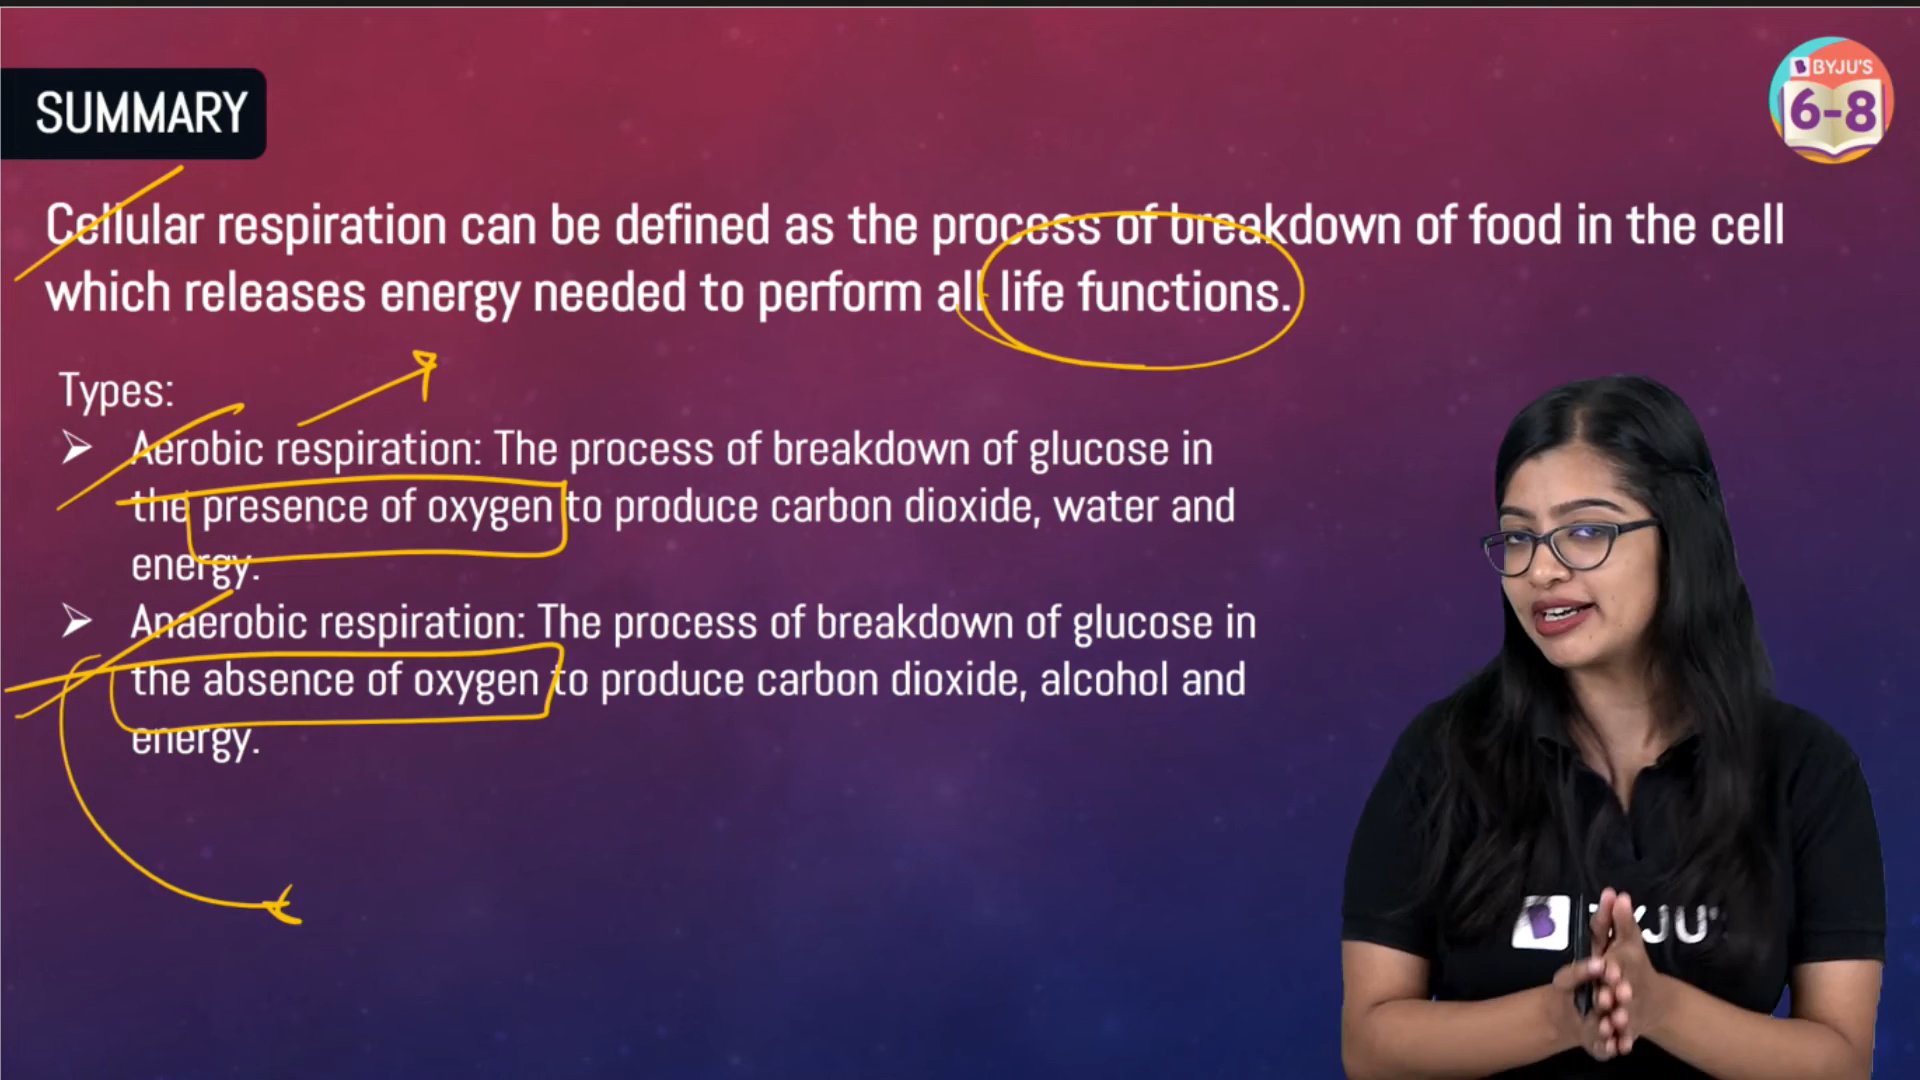 BYJU'S
6-8
SUMMARY
Cellular respiration can be defined as the process of breakdown of food in the cell
which releases energy needed to perform all life functions.
Types:
➢ Aerobic respiration: The process of breakdown of glucose in
the presence of oxygen to produce carbon dioxide, water and
energy.
➢ Anaerobic respiration: The process of breakdown of glucose in
the absence of oxygen to produce carbon dioxide, alcohol and
energy.